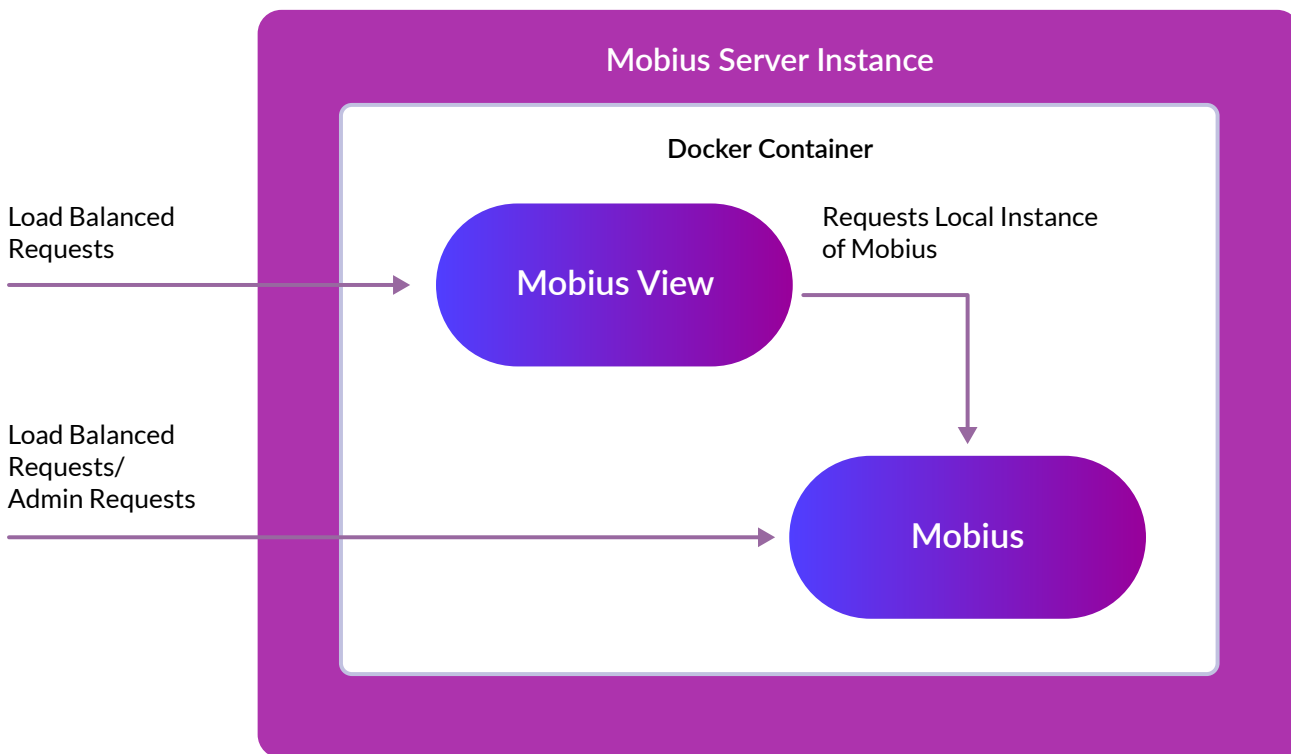 Mobius Server Instance
Docker Container
Load Balanced
Requests
Mobius View
Requests Local Instance
of Mobius
Load Balanced
Requests/
Admin Requests
Mobius